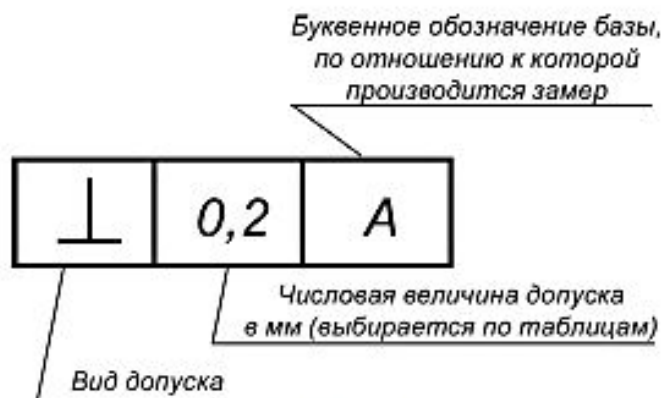 Буквенное обозначение базы,
по отношению к которой
производится замер
⊥ 0,2 А
Числовая величина допуска
в мм (выбирается по таблицам)
Вид допуска